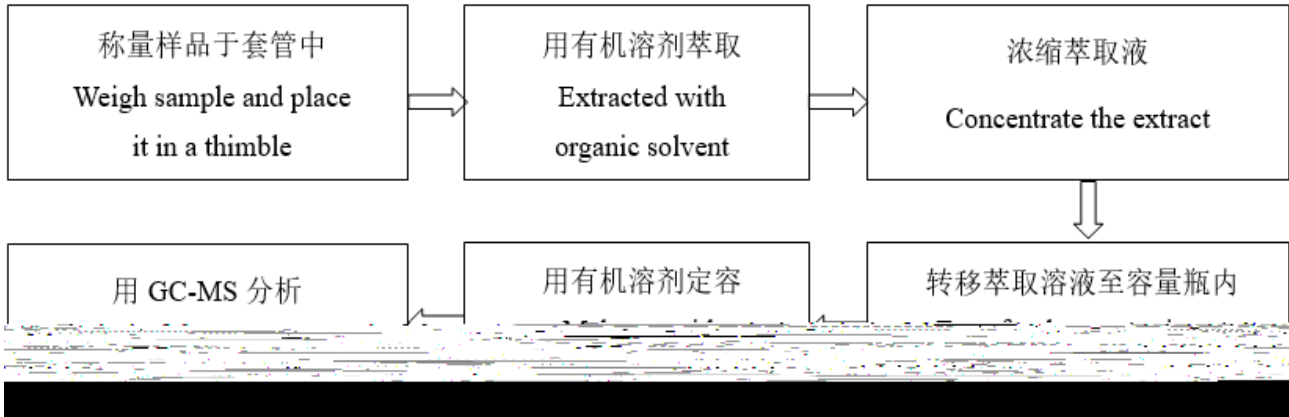 称量样品于套管中
Weigh sample and place
it in a thimble
用有机溶剂萃取
Extracted with
organic solvent
浓缩萃取液
Concentrate the extract
转移萃取溶液至容量瓶内
用有机溶剂定容
用 GC-MS 分析